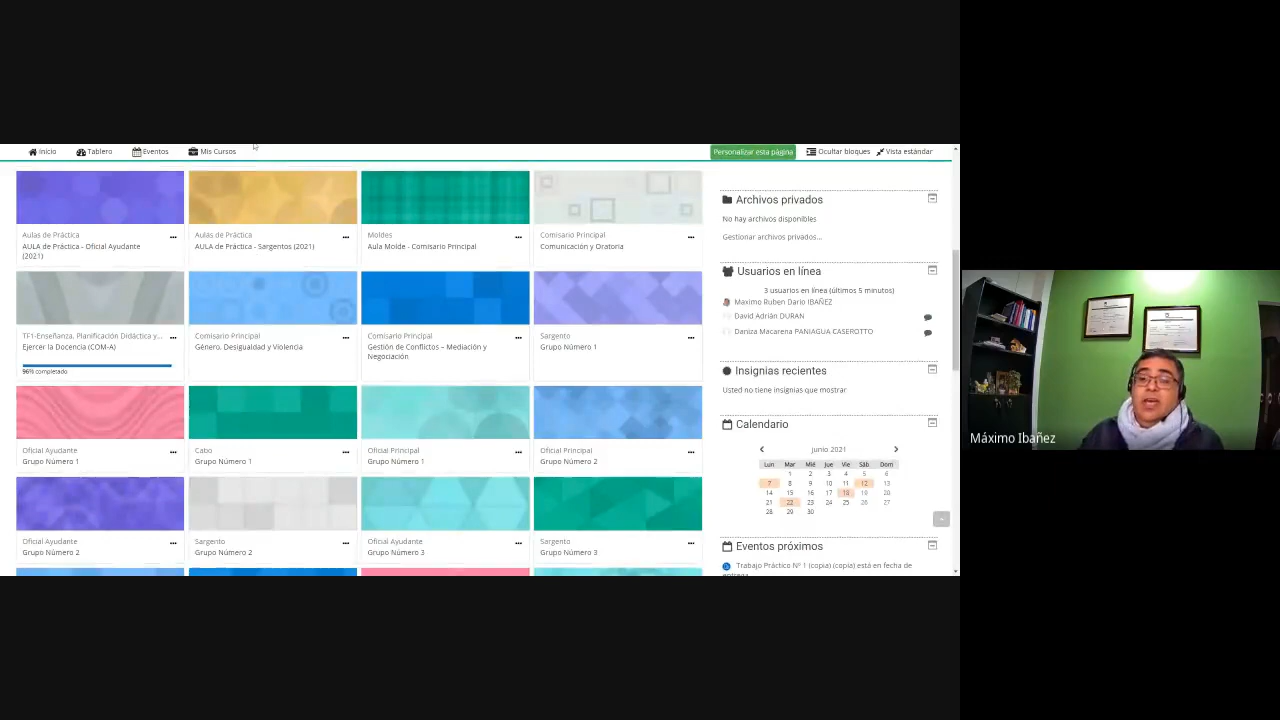 Inicio
Tablero
Eventos
Mis Cursos
Personalizar esta página
Ocultar bloques
Vista estándar
Aulas de Práctica
AULA de Práctica - Oficial Ayudante
(2021)
Aulas de Práctica
AULA de Práctica - Sargentos (2021)
Moldes
Aula Molde - Comisario Principal
Comisario Principal
Comunicación y Oratoria
TF1-Enseñanza, Planificación Didáctica y...
Ejercer la Docencia (COM-A)
96% completado
Comisario Principal
Género, Desigualdad y Violencia
Comisario Principal
Gestión de Conflictos – Mediación y
Negociación
Sargento
Grupo Número 1
Oficial Ayudante
Grupo Número 1
Cabo
Grupo Número 1
Oficial Principal
Grupo Número 1
Oficial Principal
Grupo Número 2
Oficial Ayudante
Grupo Número 2
Sargento
Grupo Número 2
Oficial Ayudante
Grupo Número 3
Sargento
Grupo Número 3
Archivos privados
No hay archivos disponibles
Gestionar archivos privados...
Usuarios en línea
3 usuarios en línea (últimos 5 minutos)
Maximo Ruben Dario IBAÑEZ
David Adrián DURAN
Daniza Macarena PANIAGUA CASEROTTO
Insignias recientes
Usted no tiene insignias que mostrar
Calendario
junio 2021
Lun Mar Mié Jue Vie Sáb Dom
1 2 3 4 5 6
7 8 9 10 11 12 13
14 15 16 17 18 19 20
21 22 23 24 25 26 27
28 29 30
Eventos próximos
Trabajo Práctico Nº 1 (copia) (copia) está en fecha de
Máximo Ibañez